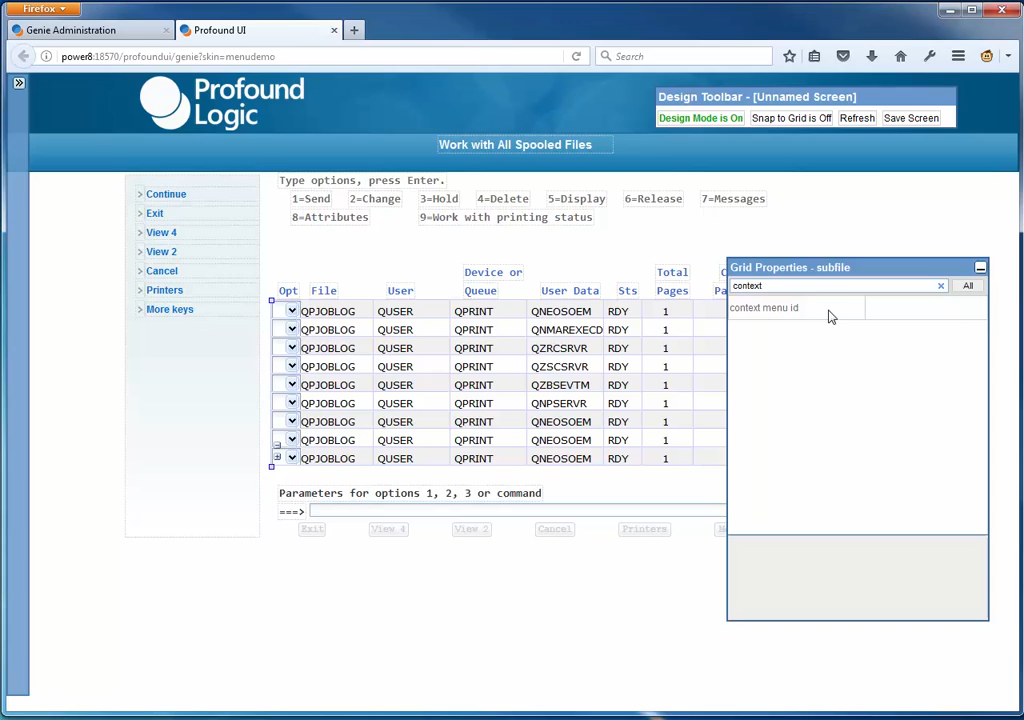 Firefox
Genie Administration
Profound UI
power8:18570/profoundui/genie?skin=menudemo
Search
Profound Logic
Design Toolbar - [Unnamed Screen]
Design Mode is On Snap to Grid is Off Refresh Save Screen
Work with All Spooled Files
Continue
Exit
View 4
View 2
Cancel
Printers
More keys
Type options, press Enter.
1=Send 2=Change 3=Hold 4=Delete 5=Display 6=Release 7=Messages
8=Attributes 9=Work with printing status
Device or Total
Opt File User Queue User Data Sts Pages
QPJOBLOG QUSER QPRINT QNEOSOEM RDY 1
QPJOBLOG QUSER QPRINT QNMAREXECD RDY 1
QPJOBLOG QUSER QPRINT QZRCSRVR RDY 1
QPJOBLOG QUSER QPRINT QZSCSRVR RDY 1
QPJOBLOG QUSER QPRINT QZBSEVTM RDY 1
QPJOBLOG QUSER QPRINT QNPSERVR RDY 1
QPJOBLOG QUSER QPRINT QNEOSOEM RDY 1
QPJOBLOG QUSER QPRINT QNEOSOEM RDY 1
QPJOBLOG QUSER QPRINT QNEOSOEM RDY 1
Parameters for options 1, 2, 3 or command
===>
Exit View 4 View 2 Cancel Printers
Grid Properties - subfile
context All
context menu id